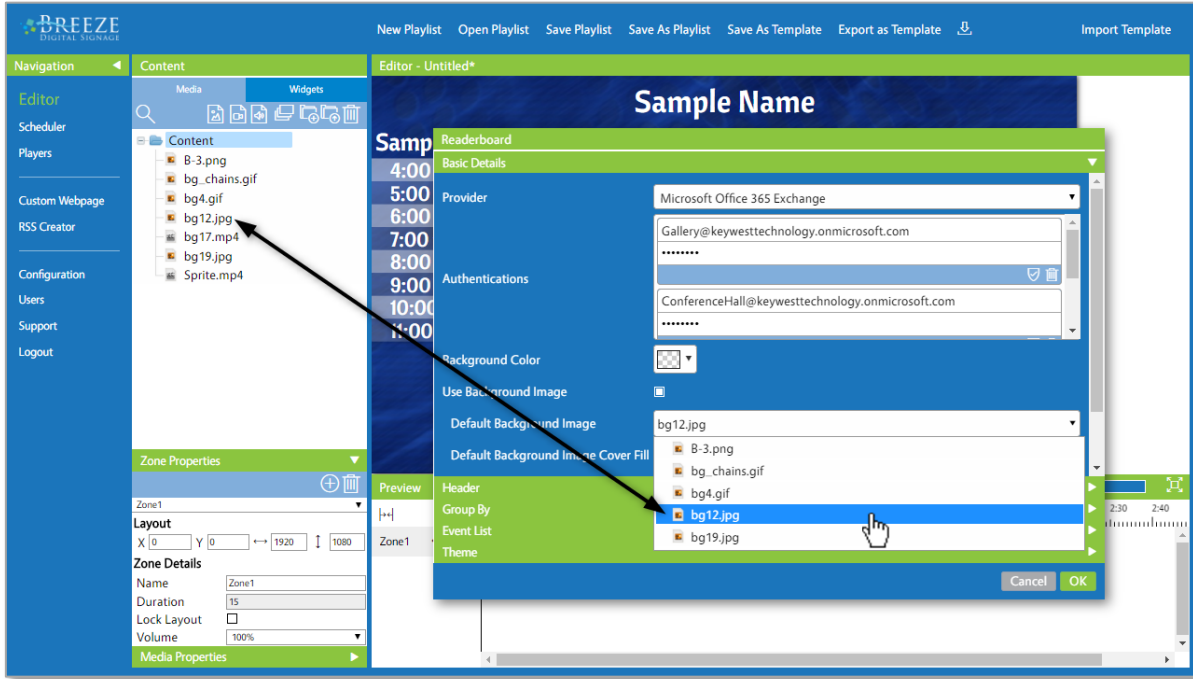 BREEZE
DIGITAL SIGNAGE
New Playlist Open Playlist Save Playlist Save As Playlist Save As Template Export as Template Import Template
Navigation
Editor
Scheduler
Players
Custom Webpage
RSS Creator
Configuration
Users
Support
Logout
Content
Media Widgets
Content
B-3.png
bg_chains.gif
bg4.gif
bg12.jpg
bg17.mp4
bg19.jpg
Sprite.mp4
Zone Properties
Zone1
Layout
X 0 Y 0 1920 1080
Zone Details
Name Zone1
Duration 15
Lock Layout
Volume 100%
Media Properties
Editor - Untitled*
Sample Name
Samp
4:00
5:00
6:00
7:00
8:00
9:00
10:00
11:00
Readerboard
Basic Details
Provider Microsoft Office 365 Exchange
Authentications
Gallery@keywesttechnology.onmicrosoft.com
••••••••
ConferenceHall@keywesttechnology.onmicrosoft.com
••••••••
Background Color
Use Background Image
Default Background Image bg12.jpg
Default Background Image Cover Fill
B-3.png
bg_chains.gif
bg4.gif
bg12.jpg
bg19.jpg
Header
Group By
Event List
Theme
Cancel OK
Preview
2:30 2:40
Zone1